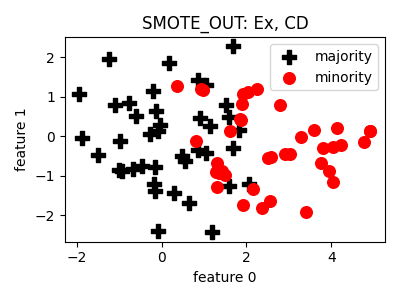 SMOTE_OUT: Ex, CD
majority
minority
2
1
0
−1
−2
feature 1
−2
0
2
4
feature 0